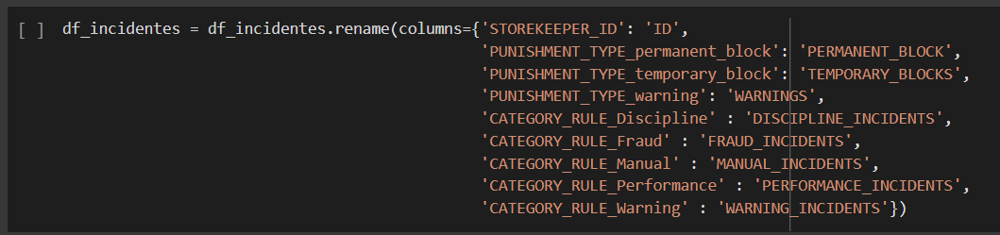 [ ] df_incidentes = df_incidentes.rename(columns={'STOREKEEPER_ID': 'ID',
'PUNISHMENT_TYPE_permanent_block': 'PERMANENT_BLOCK',
'PUNISHMENT_TYPE_temporary_block': 'TEMPORARY_BLOCKS',
'PUNISHMENT_TYPE_warning': 'WARNINGS',
'CATEGORY_RULE_Discipline' : 'DISCIPLINE_INCIDENTS',
'CATEGORY_RULE_Fraud' : 'FRAUD_INCIDENTS',
'CATEGORY_RULE_Manual' : 'MANUAL_INCIDENTS',
'CATEGORY_RULE_Performance' : 'PERFORMANCE_INCIDENTS',
'CATEGORY_RULE_Warning' : 'WARNING_INCIDENTS'})